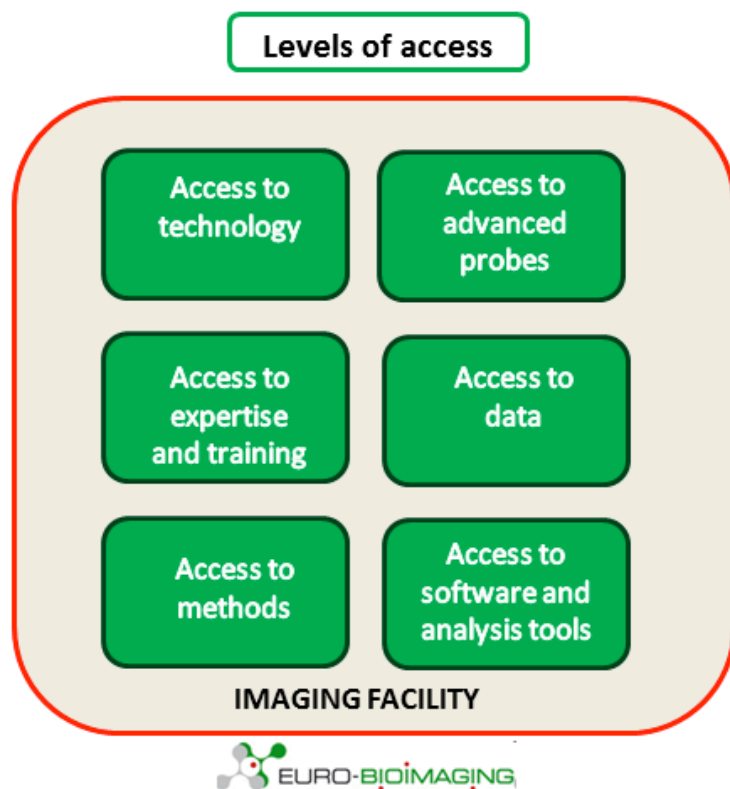 Levels of access
Access to
technology
Access to
advanced
probes
Access to
expertise
and training
Access to
data
Access to
methods
Access to
software and
analysis tools
IMAGING FACILITY
EURO-BIOIMAGING